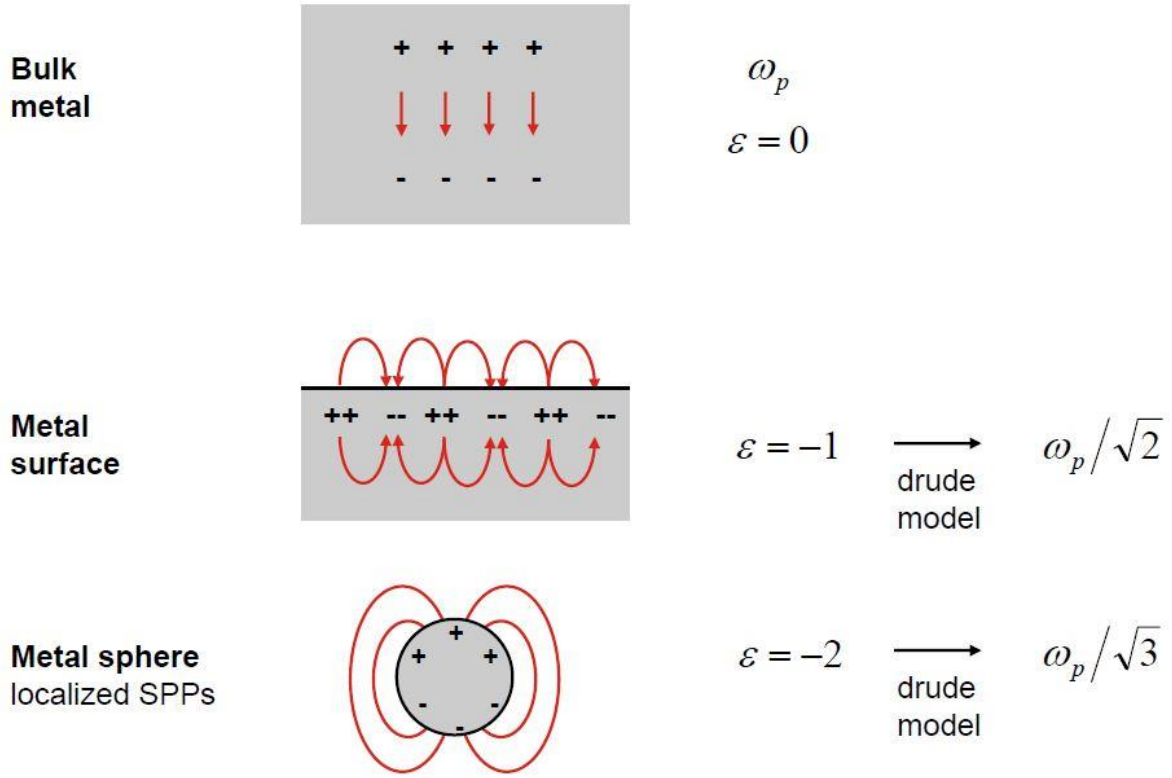 Bulk
metal
+ + + +
- - - -
ω_p
ε = 0
Metal
surface
++ -- ++ -- ++ --
ε = −1
drude
model
ω_p/√2
Metal sphere
localized SPPs
+
+ +
- -
-
ε = −2
drude
model
ω_p/√3